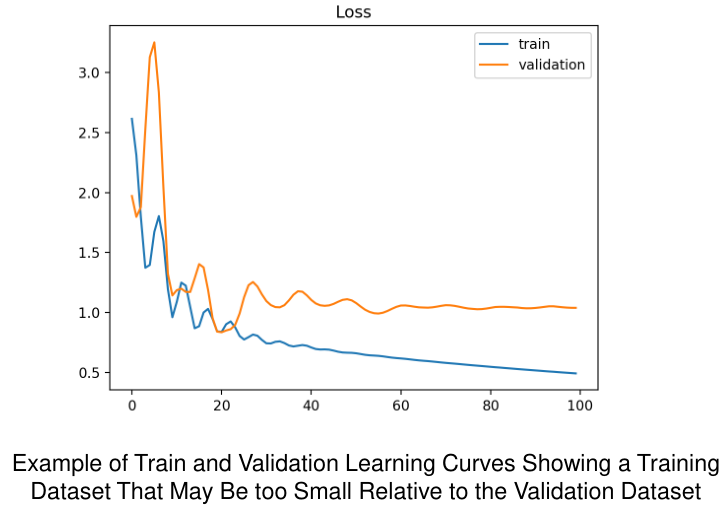 Loss
train
validation
3.0
2.5
2.0
1.5
1.0
0.5
0 20 40 60 80 100
Example of Train and Validation Learning Curves Showing a Training
Dataset That May Be too Small Relative to the Validation Dataset